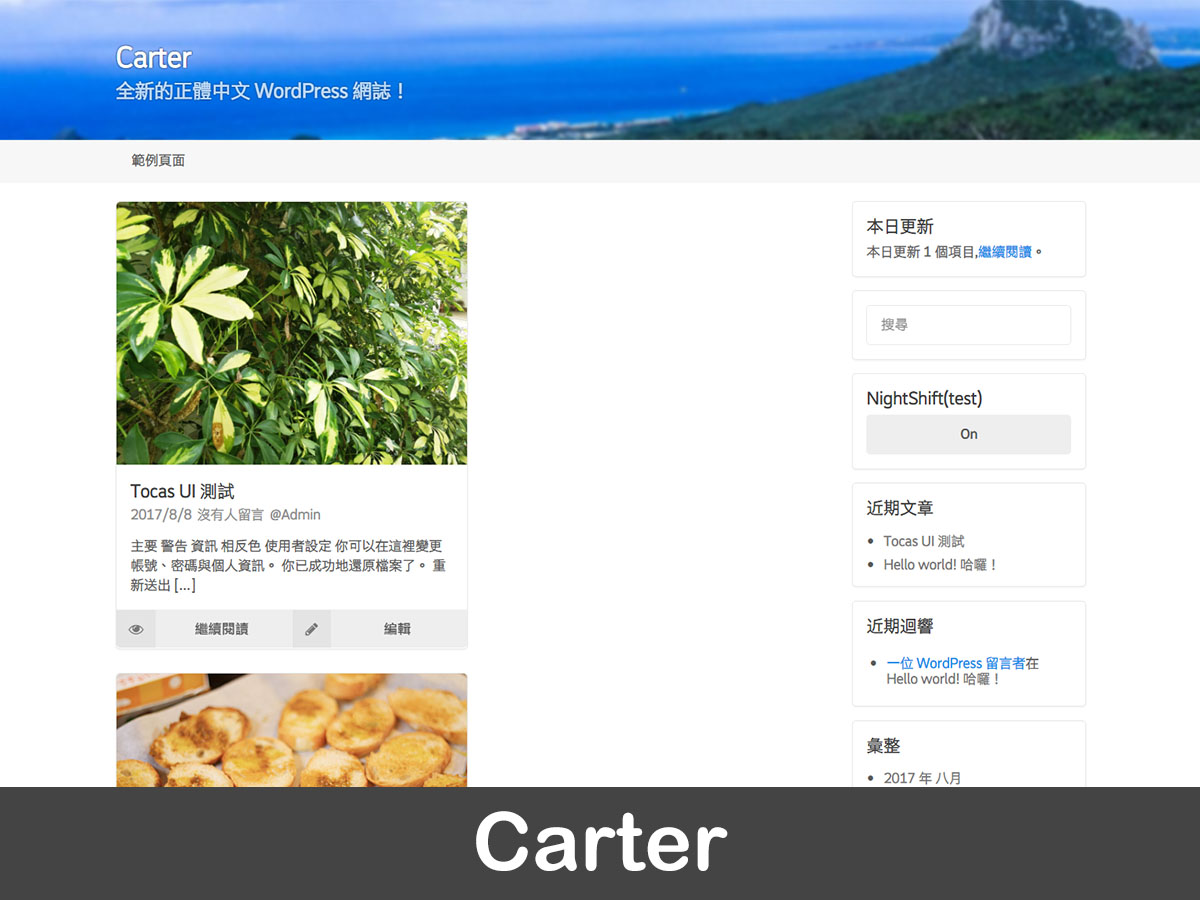 Carter
全新的正體中文 WordPress 網誌！
範例頁面
Tocas UI 測試
2017/8/8 沒有人留言 @Admin
主要 警告 資訊 相反色 使用者設定 你可以在這裡變更
帳號、密碼與個人資訊。 你已成功地還原檔案了。 重
新送出 [...]
繼續閱讀
編輯
本日更新
本日更新 1 個項目,繼續閱讀。
搜尋
NightShift(test)
On
近期文章
Tocas UI 測試
Hello world! 哈囉！
近期迴響
一位 WordPress 留言者在
Hello world! 哈囉！
彙整
2017 年 八月
Carter